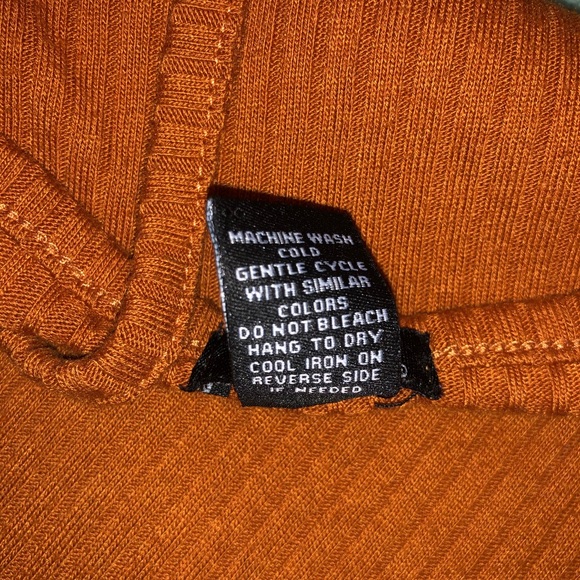 MACHINE WASH
COLD
GENTLE CYCLE
WITH SIMILAR
COLORS
DO NOT BLEACH
HANG TO DRY
COOL IRON ON
REVERSE SIDE
IF NEEDED